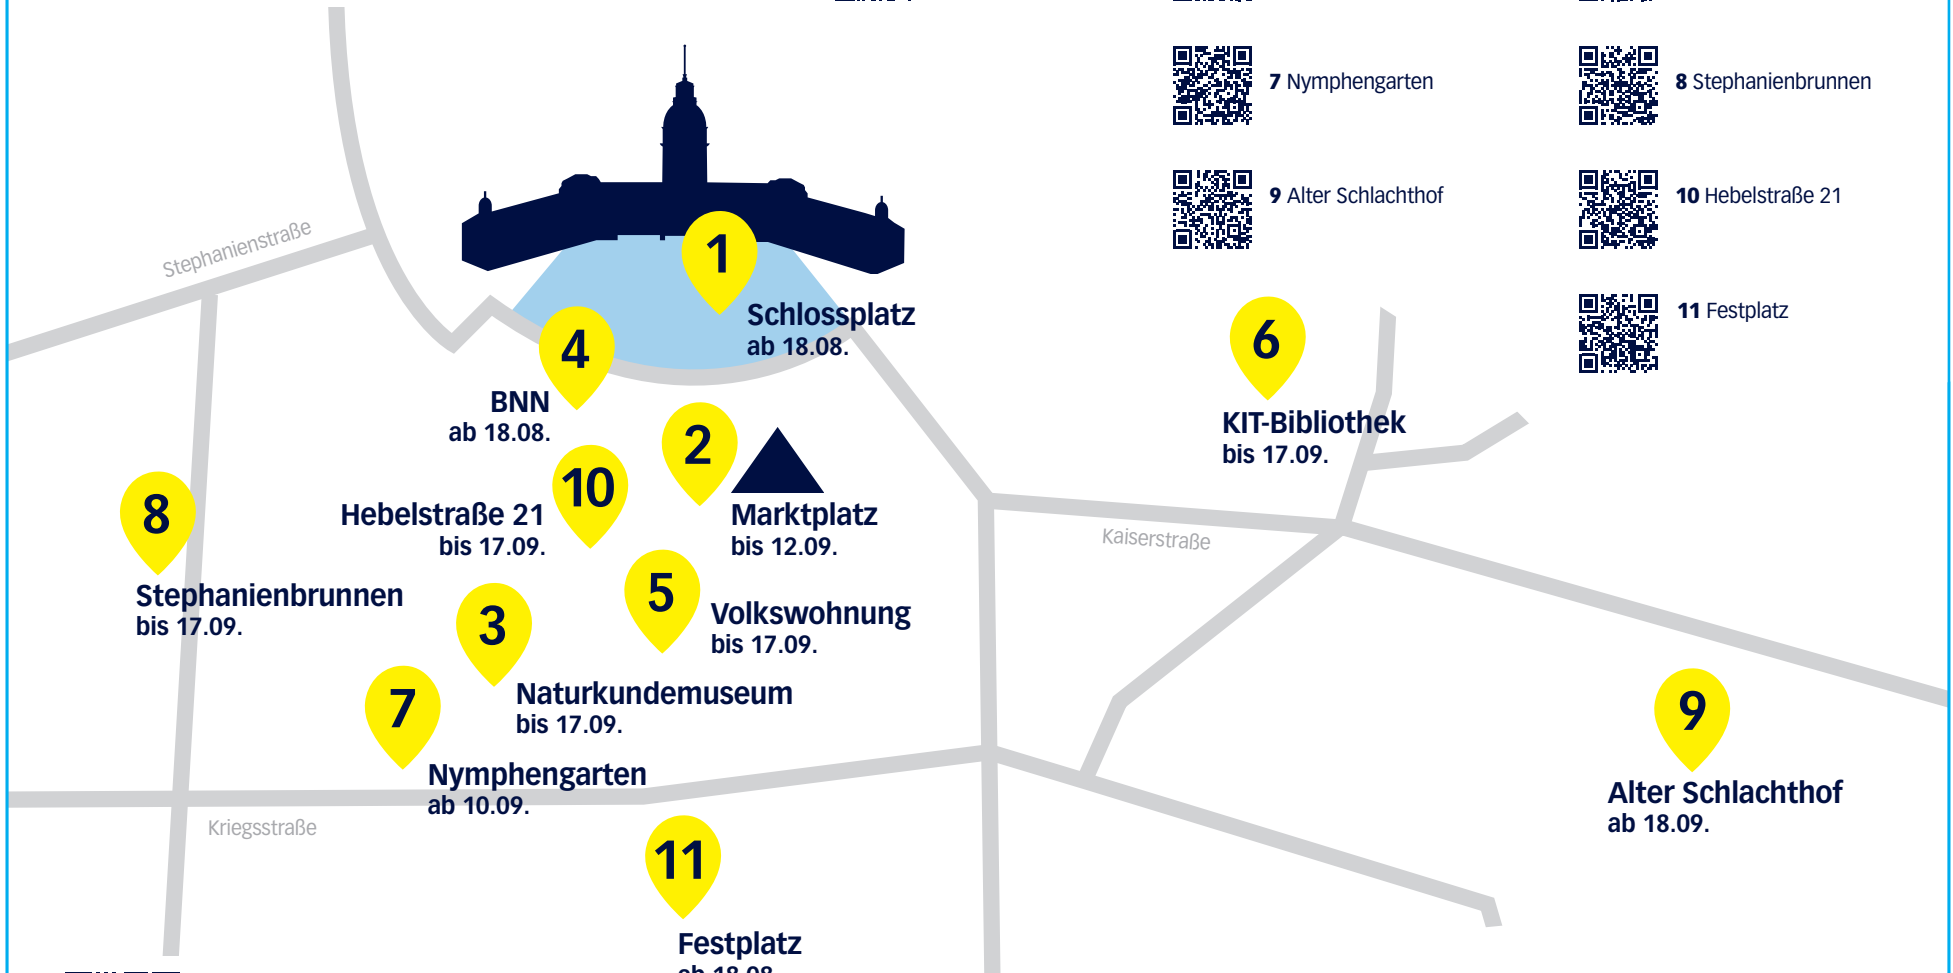 7 Nymphengarten
8 Stephanienbrunnen
9 Alter Schlachthof
10 Hebelstraße 21
11 Festplatz
Stephanienstraße
1
Schlossplatz
ab 18.08.
4
BNN
ab 18.08.
6
KIT-Bibliothek
bis 17.09.
2
Marktplatz
bis 12.09.
10
Hebelstraße 21
bis 17.09.
Kaiserstraße
8
Stephanienbrunnen
bis 17.09.
5
Volkswohnung
bis 17.09.
3
Naturkundemuseum
bis 17.09.
7
Nymphengarten
ab 10.09.
9
Alter Schlachthof
ab 18.09.
Kriegsstraße
11
Festplatz
ab 18.08.